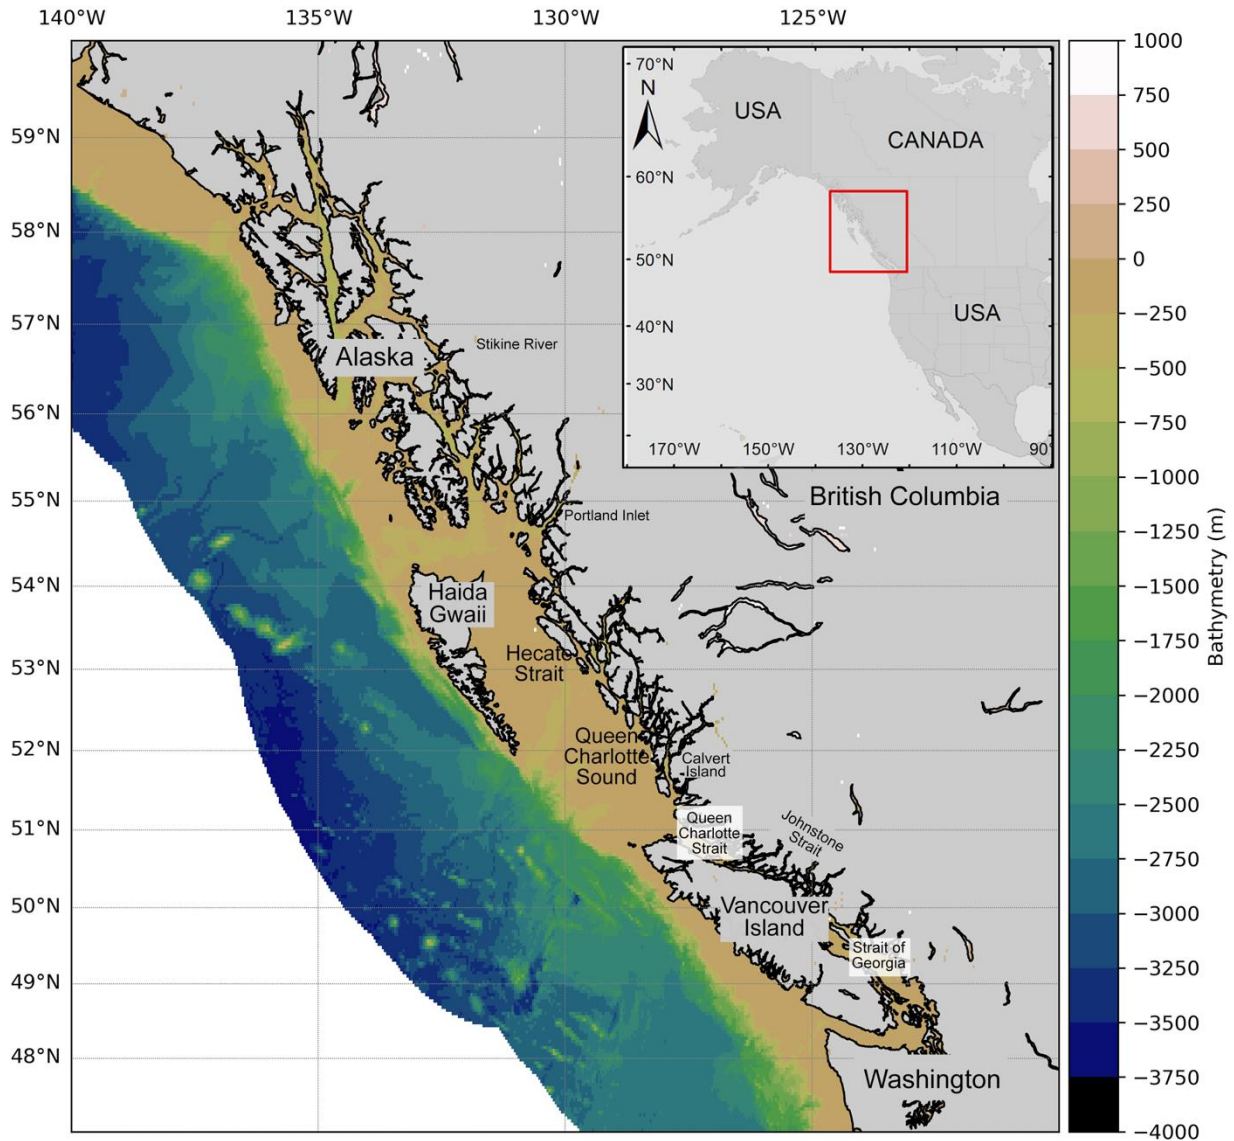 140°W
135°W
130°W
125°W
59°N
58°N
57°N
56°N
55°N
54°N
53°N
52°N
51°N
50°N
49°N
48°N
Alaska
Stikine River
Portland Inlet
British Columbia
Haida
Gwaii
Hecate
Strait
Queen
Charlotte
Sound
Calvert
Island
Queen
Charlotte
Strait
Johnstone
Strait
Vancouver
Island
Strait of
Georgia
Washington
70°N
60°N
50°N
40°N
30°N
N
USA
CANADA
USA
170°W
150°W
130°W
110°W
90°
1000
750
500
250
0
−250
−500
−750
−1000
−1250
−1500
−1750
−2000
−2250
−2500
−2750
−3000
−3250
−3500
−3750
−4000
Bathymetry (m)